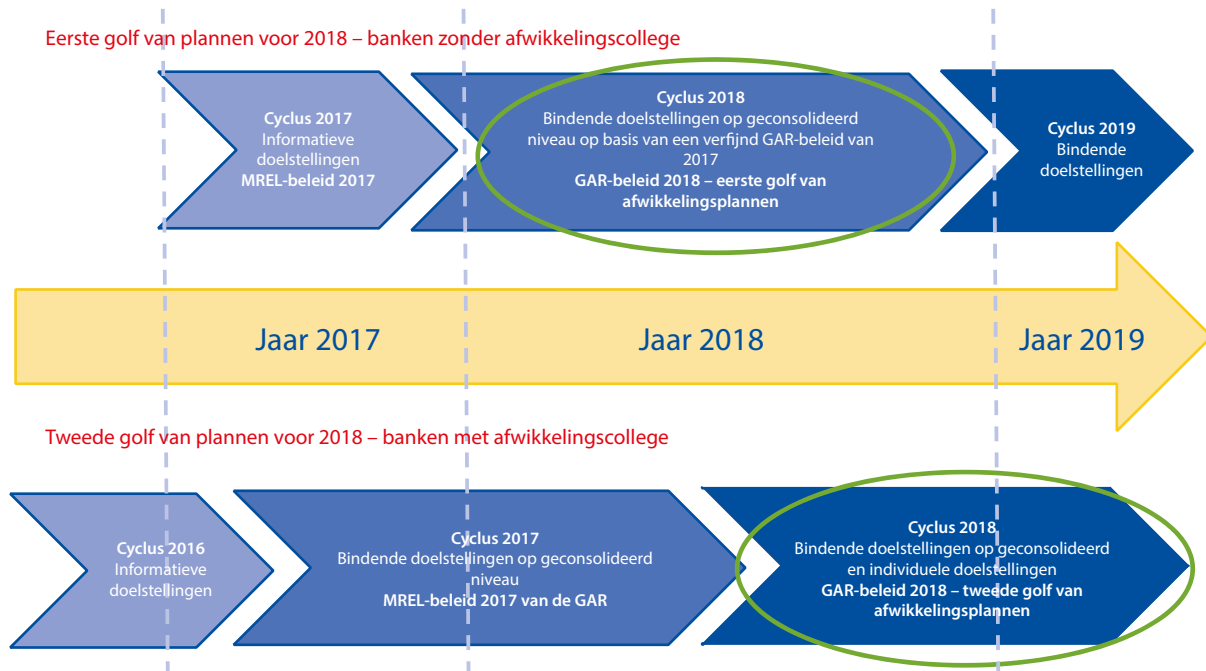 Eerste golf van plannen voor 2018 – banken zonder afwikkelingscollege
Cyclus 2017
Informatieve
doelstellingen
MREL-beleid 2017
Cyclus 2018
Bindende doelstellingen op geconsolideerd
niveau op basis van een verfijnd GAR-beleid van
2017
GAR-beleid 2018 – eerste golf van
afwikkelingsplannen
Cyclus 2019
Bindende
doelstellingen
Jaar 2017
Jaar 2018
Jaar 2019
Tweede golf van plannen voor 2018 – banken met afwikkelingscollege
Cyclus 2016
Informatieve
doelstellingen
Cyclus 2017
Bindende doelstellingen op geconsolideerd
niveau
MREL-beleid 2017 van de GAR
Cyclus 2018
Bindende doelstellingen op geconsolideerd
en individuele doelstellingen
GAR-beleid 2018 – tweede golf van
afwikkelingsplannen